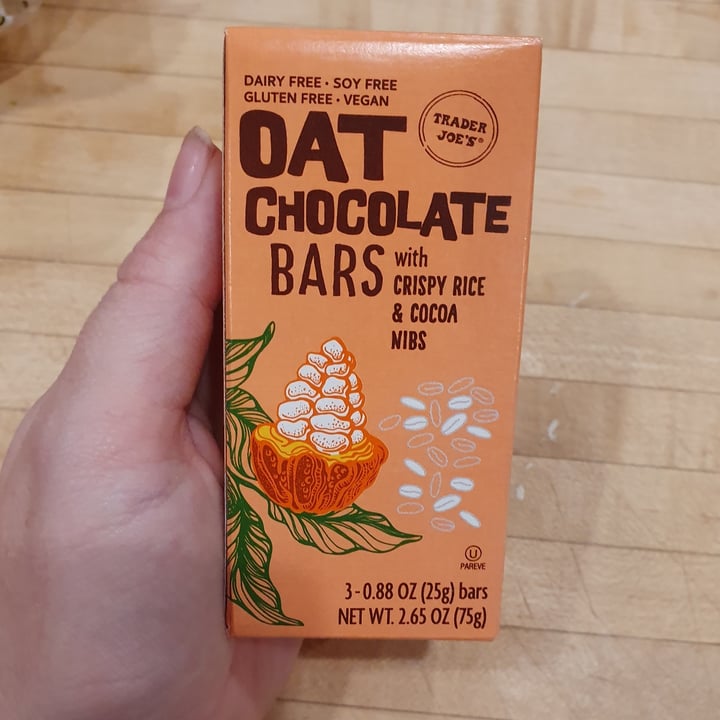 DAIRY FREE • SOY FREE
GLUTEN FREE • VEGAN
TRADER
JOE'S®
OAT
CHOCOLATE
BARS with
CRISPY RICE
& COCOA
NIBS
U
PAREVE
3-0.88 OZ (25g) bars
NET WT. 2.65 OZ (75g)